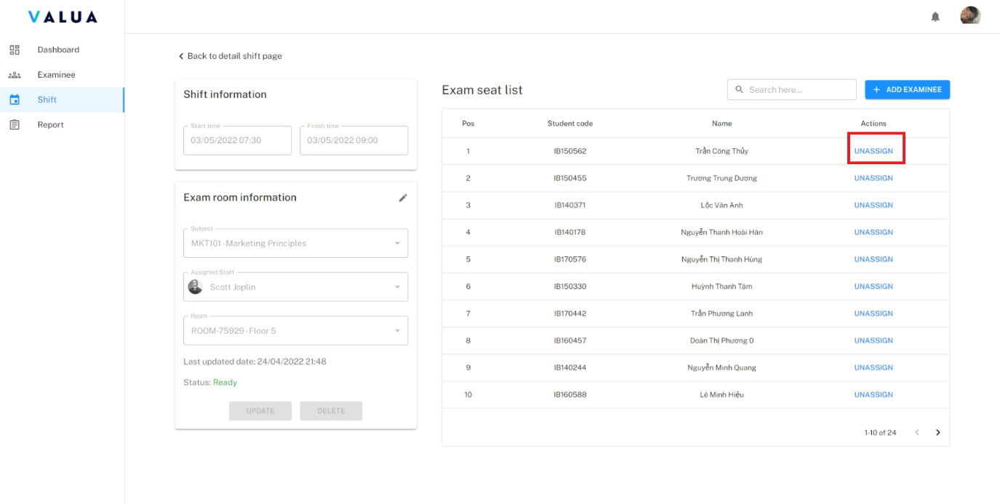 VALUA
Dashboard
Examinee
Shift
Report
Back to detail shift page
Shift information
Start time
03/05/2022 07:30
Finish time
03/05/2022 09:00
Exam room information
Subject
MKT101 - Marketing Principles
Assigned Staff
Scott Joplin
Room
ROOM-75929 - Floor 5
Last updated date: 24/04/2022 21:48
Status: Ready
UPDATE DELETE
Exam seat list
Search here...
+ ADD EXAMINEE
Pos Student code Name Actions
1 IB150562 Trần Công Thủy UNASSIGN
2 IB150455 Trương Trung Dương UNASSIGN
3 IB140371 Lộc Vân Anh UNASSIGN
4 IB140178 Nguyễn Thanh Hoài Hân UNASSIGN
5 IB170576 Nguyễn Thị Thanh Hùng UNASSIGN
6 IB150330 Huỳnh Thanh Tâm UNASSIGN
7 IB170442 Trần Phương Lanh UNASSIGN
8 IB160457 Doãn Thị Phương 0 UNASSIGN
9 IB140244 Nguyễn Minh Quang UNASSIGN
10 IB160588 Lê Minh Hiệu UNASSIGN
1-10 of 24